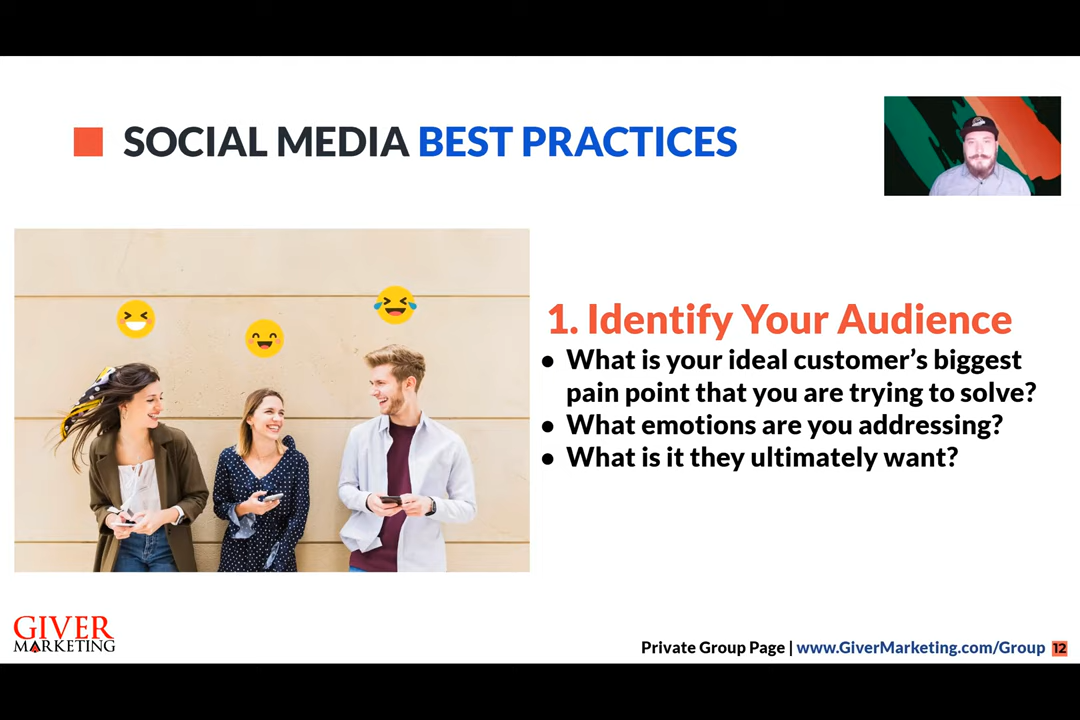 SOCIAL MEDIA BEST PRACTICES
1. Identify Your Audience
● What is your ideal customer’s biggest
pain point that you are trying to solve?
● What emotions are you addressing?
● What is it they ultimately want?
GIVER
MARKETING
Private Group Page | www.GiverMarketing.com/Group 12